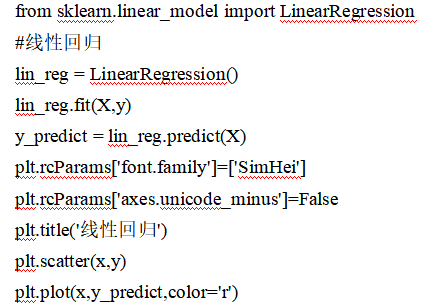 from sklearn.linear_model import LinearRegression
#线性回归
lin_reg = LinearRegression()
lin_reg.fit(X,y)
y_predict = lin_reg.predict(X)
plt.rcParams['font.family']=['SimHei']
plt.rcParams['axes.unicode_minus']=False
plt.title('线性回归')
plt.scatter(x,y)
plt.plot(x,y_predict,color='r')